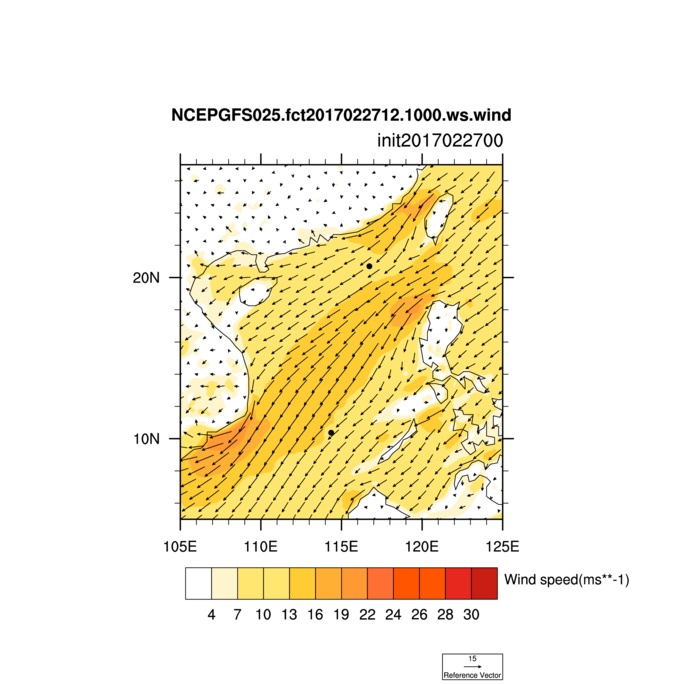 NCEPGFS025.fct2017022712.1000.ws.wind
init2017022700
20N
10N
105E 110E 115E 120E 125E
Wind speed(ms**-1)
4 7 10 13 16 19 22 24 26 28 30
15
Reference Vector